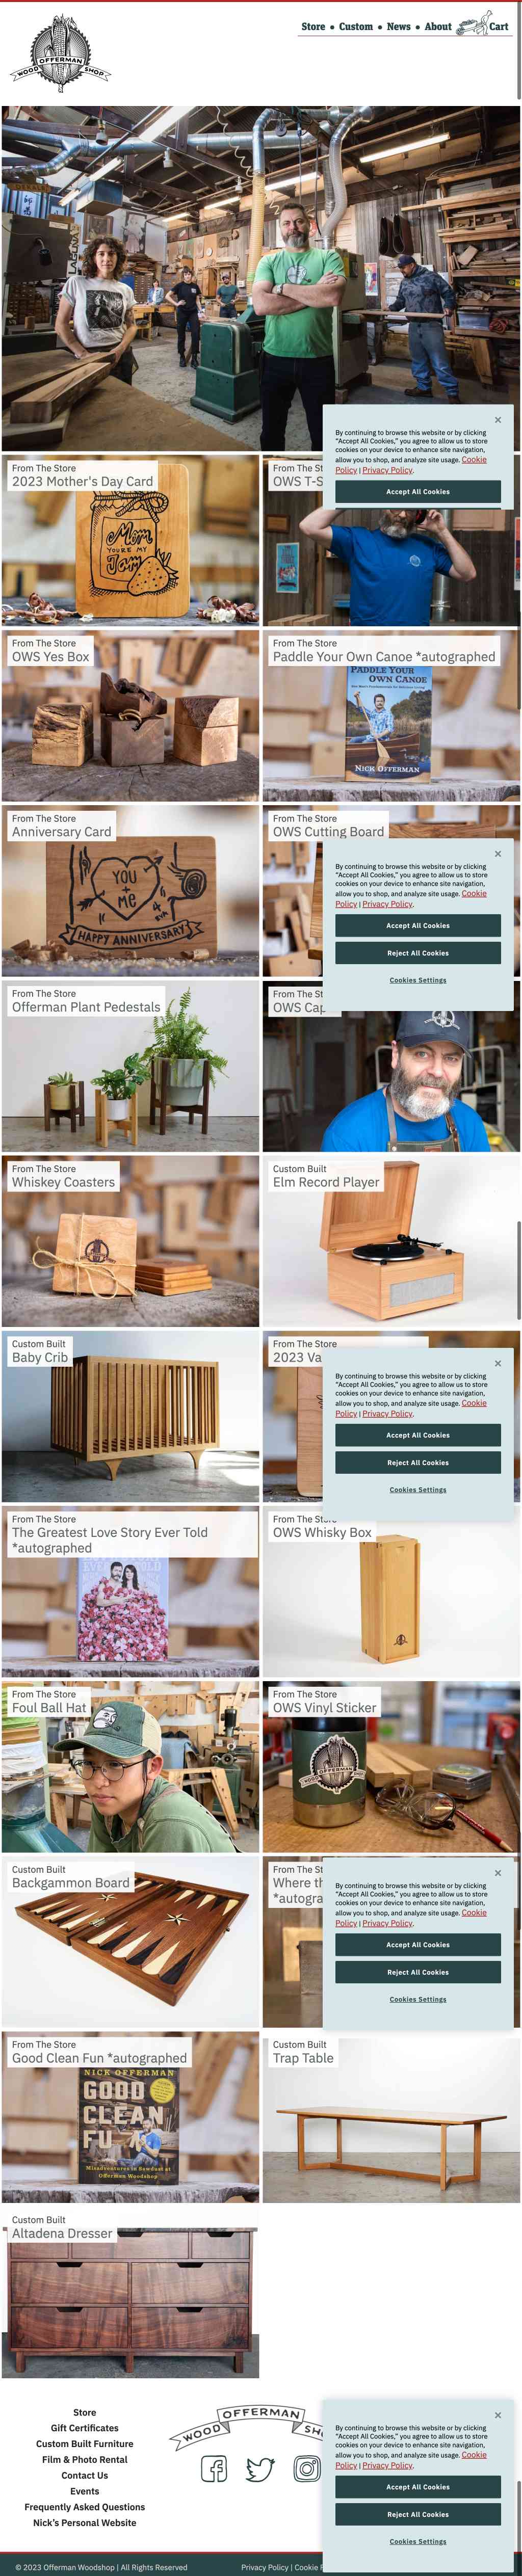 WOOD OFFERMAN SHOP
Store • Custom • News • About Cart
LAGUNA
By continuing to browse this website or by clicking
"Accept All Cookies," you agree to allow us to store
cookies on your device to enhance site navigation,
allow you to shop, and analyze site usage. Cookie
Policy | Privacy Policy.
Accept All Cookies
From The Store
2023 Mother's Day Card
Mom
YOU'RE MY
Jam
From The St
OWS T-S
From The Store
OWS Yes Box
From The Store
Paddle Your Own Canoe *autographed
PADDLE YOUR
OWN CANOE
NICK OFFERMAN
From The Store
Anniversary Card
YOU
+
Me
HAPPY ANNIVERSARY
From The Store
OWS Cutting Board
By continuing to browse this website or by clicking
"Accept All Cookies," you agree to allow us to store
cookies on your device to enhance site navigation,
allow you to shop, and analyze site usage. Cookie
Policy | Privacy Policy.
Accept All Cookies
Reject All Cookies
Cookies Settings
From The Store
Offerman Plant Pedestals
From The St
OWS Cap
From The Store
Whiskey Coasters
Custom Built
Elm Record Player
Custom Built
Baby Crib
From The Store
2023 Va
By continuing to browse this website or by clicking
"Accept All Cookies," you agree to allow us to store
cookies on your device to enhance site navigation,
allow you to shop, and analyze site usage. Cookie
Policy | Privacy Policy.
Accept All Cookies
Reject All Cookies
Cookies Settings
From The Store
The Greatest Love Story Ever Told
*autographed
From The Store
OWS Whisky Box
From The Store
Foul Ball Hat
From The Store
OWS Vinyl Sticker
WOOD OFFERMAN SHOP
Custom Built
Backgammon Board
From The St
Where th
*autogra
By continuing to browse this website or by clicking
"Accept All Cookies," you agree to allow us to store
cookies on your device to enhance site navigation,
allow you to shop, and analyze site usage. Cookie
Policy | Privacy Policy.
Accept All Cookies
Reject All Cookies
Cookies Settings
From The Store
Good Clean Fun *autographed
NICK OFFERMAN
GOOD
CLEAN
FUN
Misadventures in Sawdust at
Offerman Woodshop
Custom Built
Trap Table
Custom Built
Altadena Dresser
Store
Gift Certificates
Custom Built Furniture
Film & Photo Rental
Contact Us
Events
Frequently Asked Questions
Nick's Personal Website
WOOD OFFERMAN SH
By continuing to browse this website or by clicking
"Accept All Cookies," you agree to allow us to store
cookies on your device to enhance site navigation,
allow you to shop, and analyze site usage. Cookie
Policy | Privacy Policy.
Accept All Cookies
Reject All Cookies
Cookies Settings
© 2023 Offerman Woodshop | All Rights Reserved
Privacy Policy | Cookie P